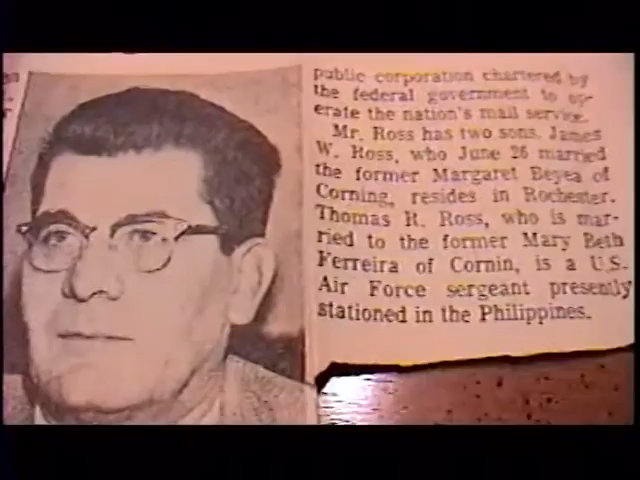 public corporation chartered by
the federal government to op-
erate the nation's mail service.
Mr. Ross has two sons. James
W. Ross, who June 26 married
the former Margaret Beyea of
Corning, resides in Rochester.
Thomas R. Ross, who is mar-
ried to the former Mary Beth
Ferreira of Cornin, is a U.S.
Air Force sergeant presently
stationed in the Philippines.